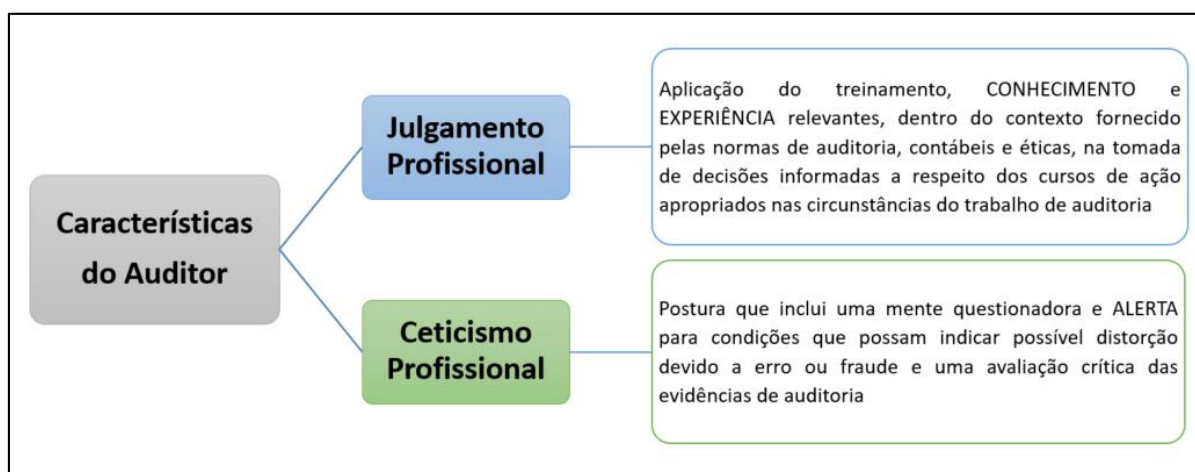 Característícas
do Auditor
Julgamento
Profissional
Aplicação do treinamento, CONHECIMENTO e
EXPERIÊNCIA relevantes, dentro do contexto fornecido
pelas normas de auditoria, contábeis e éticas, na tomada
de decisões informadas a respeito dos cursos de ação
apropriados nas circunstâncias do trabalho de auditoria
Ceticismo
Profissional
Postura que inclui uma mente questionadora e ALERTA
para condições que possam indicar possível distorção
devido a erro ou fraude e uma avaliação crítica das
evidências de auditoria